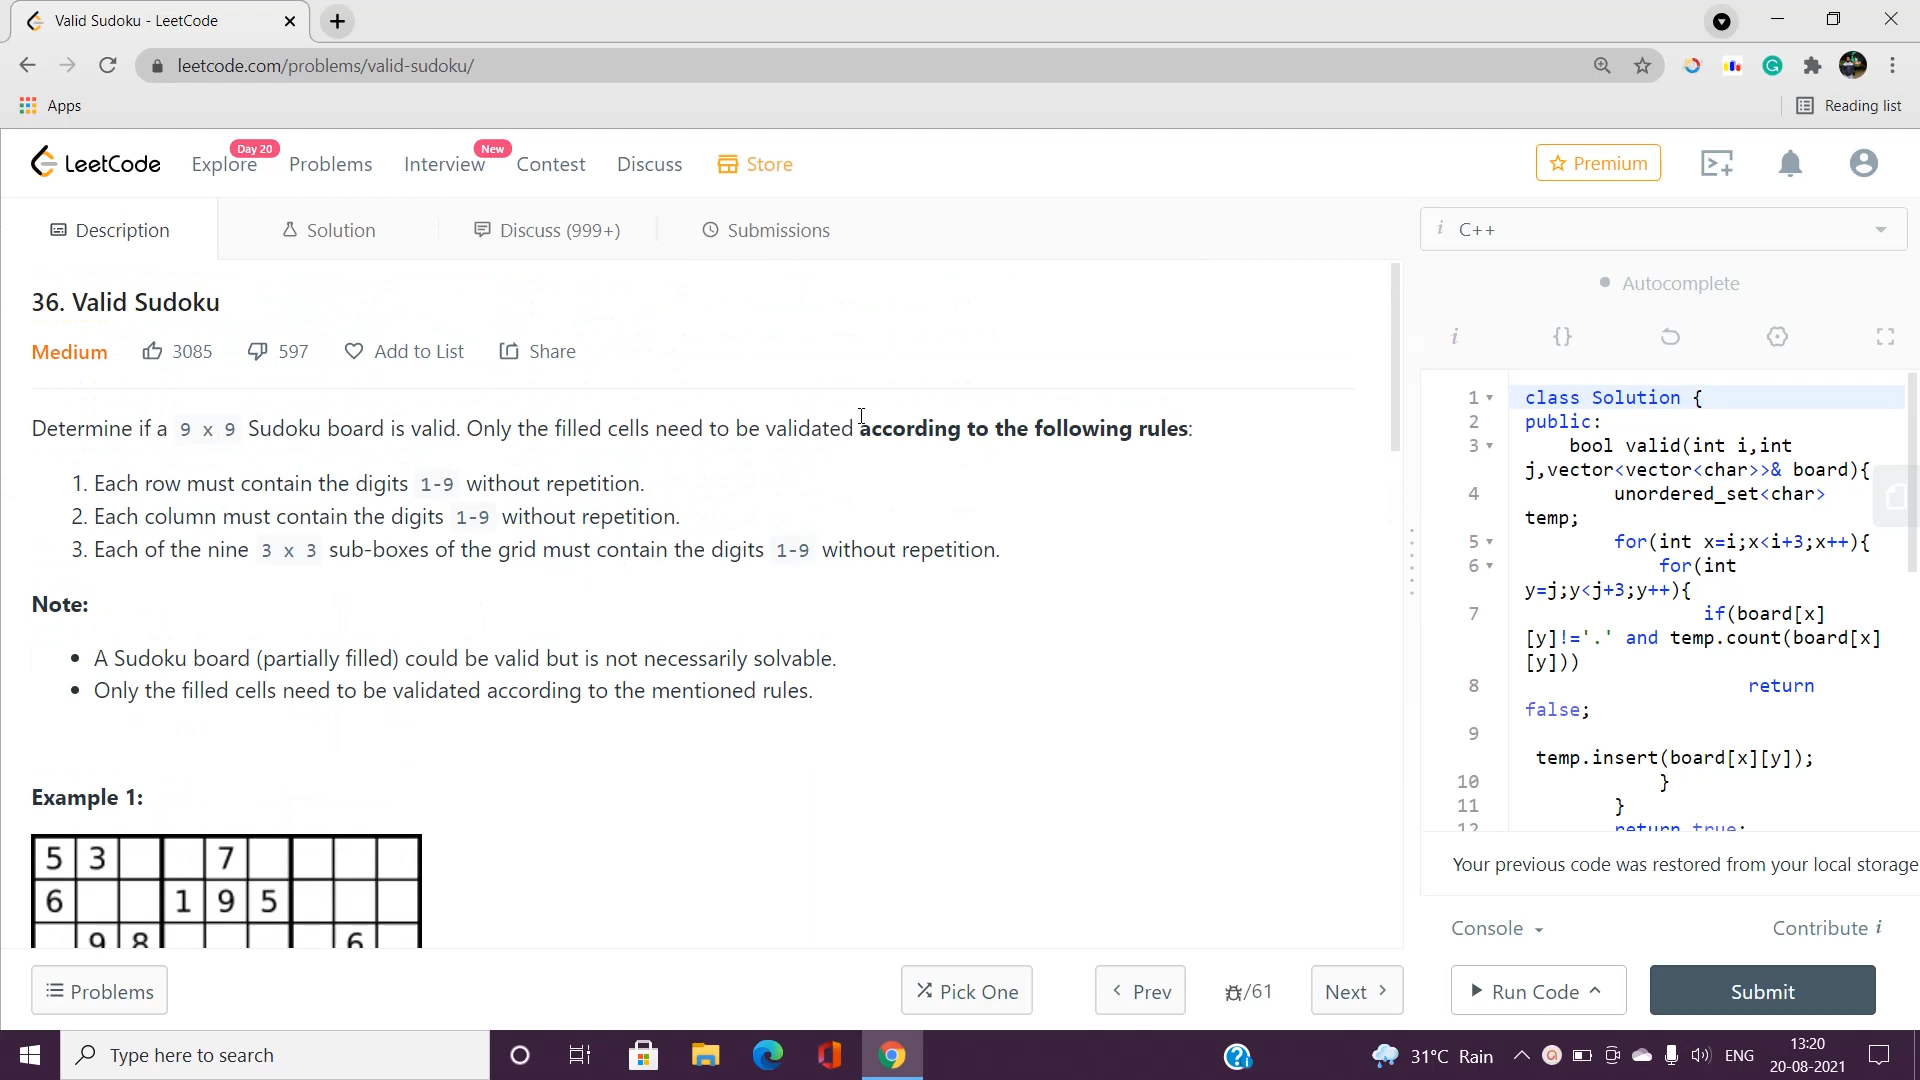 Valid Sudoku - LeetCode
leetcode.com/problems/valid-sudoku/
Apps
Reading list
LeetCode Explore Day 20 Problems Interview New Contest Discuss Store Premium
Description Solution Discuss (999+) Submissions
i C++
Autocomplete
i {}
36. Valid Sudoku
Medium 3085 597 Add to List Share
Determine if a 9 x 9 Sudoku board is valid. Only the filled cells need to be validated according to the following rules:
1. Each row must contain the digits 1-9 without repetition.
2. Each column must contain the digits 1-9 without repetition.
3. Each of the nine 3 x 3 sub-boxes of the grid must contain the digits 1-9 without repetition.
Note:
• A Sudoku board (partially filled) could be valid but is not necessarily solvable.
• Only the filled cells need to be validated according to the mentioned rules.
Example 1:
5 3 7
6 1 9 5
9 8 6
1 class Solution {
2 public:
3 bool valid(int i,int
j,vector<vector<char>>& board){
4 unordered_set<char>
temp;
5 for(int x=i;x<i+3;x++){
6 for(int
y=j;y<j+3;y++){
7 if(board[x]
[y]!='.' and temp.count(board[x]
[y]))
8 return
false;
9
temp.insert(board[x][y]);
10 }
11 }
12 return true;
Your previous code was restored from your local storage
Console Contribute i
Problems Pick One Prev /61 Next Run Code Submit
Type here to search
31°C Rain ENG 13:20
20-08-2021